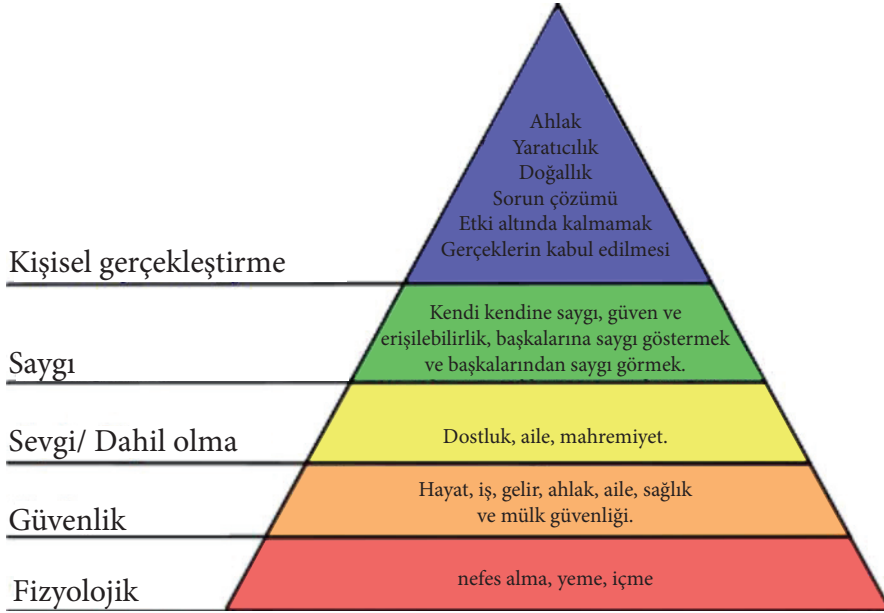 Ahlak
Yaratıcılık
Doğallık
Sorun çözümü
Etki altında kalmamak
Gerçeklerin kabul edilmesi
Kişisel gerçekleştirme
Kendi kendine saygı, güven ve
erişilebilirlik, başkalarına saygı göstermek
ve başkalarından saygı görmek.
Saygı
Dostluk, aile, mahremiyet.
Sevgi/ Dahil olma
Hayat, iş, gelir, ahlak, aile, sağlık
ve mülk güvenliği.
Güvenlik
nefes alma, yeme, içme
Fizyolojik